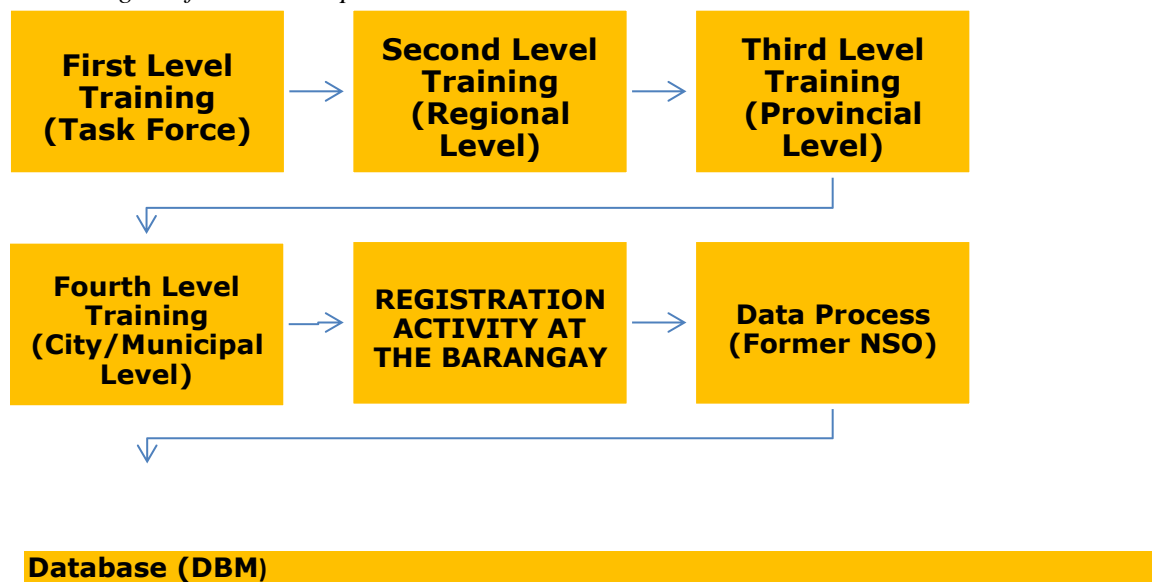 First Level
Training
(Task Force)
Second Level
Training
(Regional
Level)
Third Level
Training
(Provincial
Level)
Fourth Level
Training
(City/Municipal
Level)
REGISTRATION
ACTIVITY AT
THE BARANGAY
Data Process
(Former NSO)
Database (DBM)